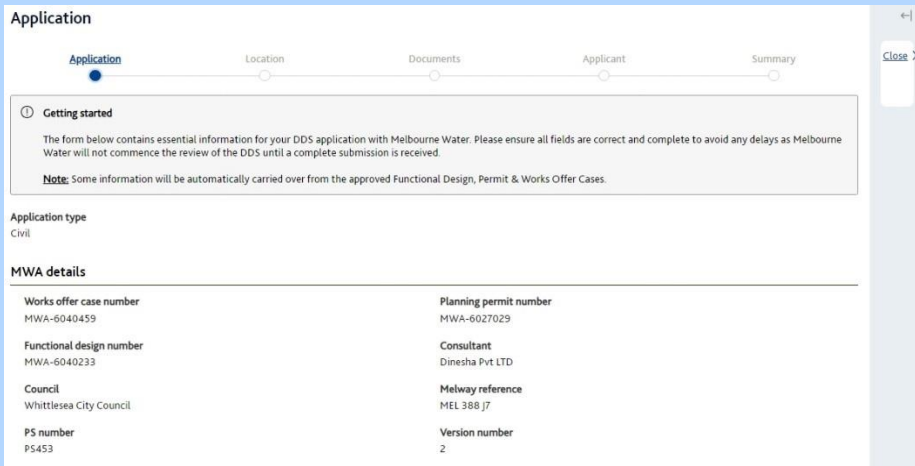 Application
Application Location Documents Applicant Summary
Close
Getting started
The form below contains essential information for your DDS application with Melbourne Water. Please ensure all fields are correct and complete to avoid any delays as Melbourne
Water will not commence the review of the DDS until a complete submission is received.
Note: Some information will be automatically carried over from the approved Functional Design, Permit & Works Offer Cases.
Application type
Civil
MWA details
Works offer case number
MWA-6040459
Planning permit number
MWA-6027029
Functional design number
MWA-6040233
Consultant
Dinesha Pvt LTD
Council
Whittlesea City Council
Melway reference
MEL 388 J7
PS number
PS453
Version number
2